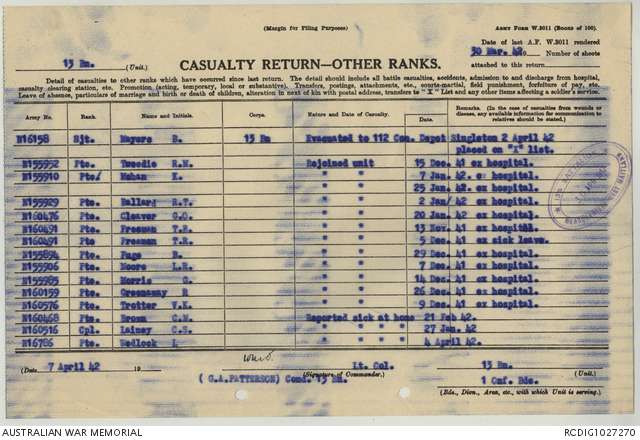 (Margin for Filing Purposes)
ARMY FORM W.3011 (Books of 100).
Date of last A.F. W.3011 rendered
30 Mar. 42 Number of sheets
attached to this return
13 Bn. (Unit.)
CASUALTY RETURN—OTHER RANKS.
Detail of casualties to other ranks which have occurred since last return. The detail should include all battle casualties, accidents, admission to and discharge from hospital,
casualty clearing station, etc. Promotion (acting, temporary, local or substantive). Transfers, postings, attachments, etc., courts-martial, field punishment, forfeiture of pay, etc.
Leave of absence, particulars of marriage and birth or death of children, alteration in next of kin with postal address, transfers to "X" List and any other items affecting a soldier's service.
Army No. Rank. Name and Initials. Corps. Nature and Date of Casualty. Date. Remarks. (In the case of casualties from wounds or disease, any available information for communication to relatives should be stated.)
N16158 Sjt. Mayers B. 13 Bn Evacuated to 112 Con. Depot Singleton 2 April 42
placed on "X" list.
N155952 Pte. Tweedie R.N. Rejoined unit 15 Dec. 41 ex hospital.
N155910 Pte/ Mahan K. " " 7 Jan. 42. e: hospital.
" " 25 Jan. 42 ex hospital.
N155929 Pte. Ballard R.T. " " 2 Jan/ 42 ex hospital.
N160476 Pte. Cleaver G.O. " " 20 Jan. 42 ex hospital.
N160491 Pte. Freeman T.R. " " 13 Nov. 41 ex hospital.
N160491 Pte. Freeman T.R. " " 5 Dec. 41 ex sick leave.
N155894 Pte. Page B. " " 29 Dec. 41 ex hospital.
N155906 Pte. Moore L.R. " " 7 Dec. 41 ex hospital.
N155985 Pte. Morris G. " " 14 Dec. 41 ex hospital.
N160159 Pte. Greenaway R " " 26 Dec. 41 ex hospital.
N160576 Pte. Trotter V.K. " " 9 Dec. 41 ex hospital.
N160468 Pte. Brown C.M. Reported sick at home 21 Feb 42.
N160516 Cpl. Lainey C.S. " " " " 27 Jan 42.
N16786 Pte. Wedlock L " " " " 4 April 42.
(Date 7 April 42 19 )
Lt. Col. 13 Bn.
(G.A.PATTERSON) Comd. 13 Bn. (Signature of Commander.) (Unit.)
1 Inf. Bde.
(Bde., Divn., Area, etc., with which Unit is serving.)
AUSTRALIAN WAR MEMORIAL
RCDIG1027270